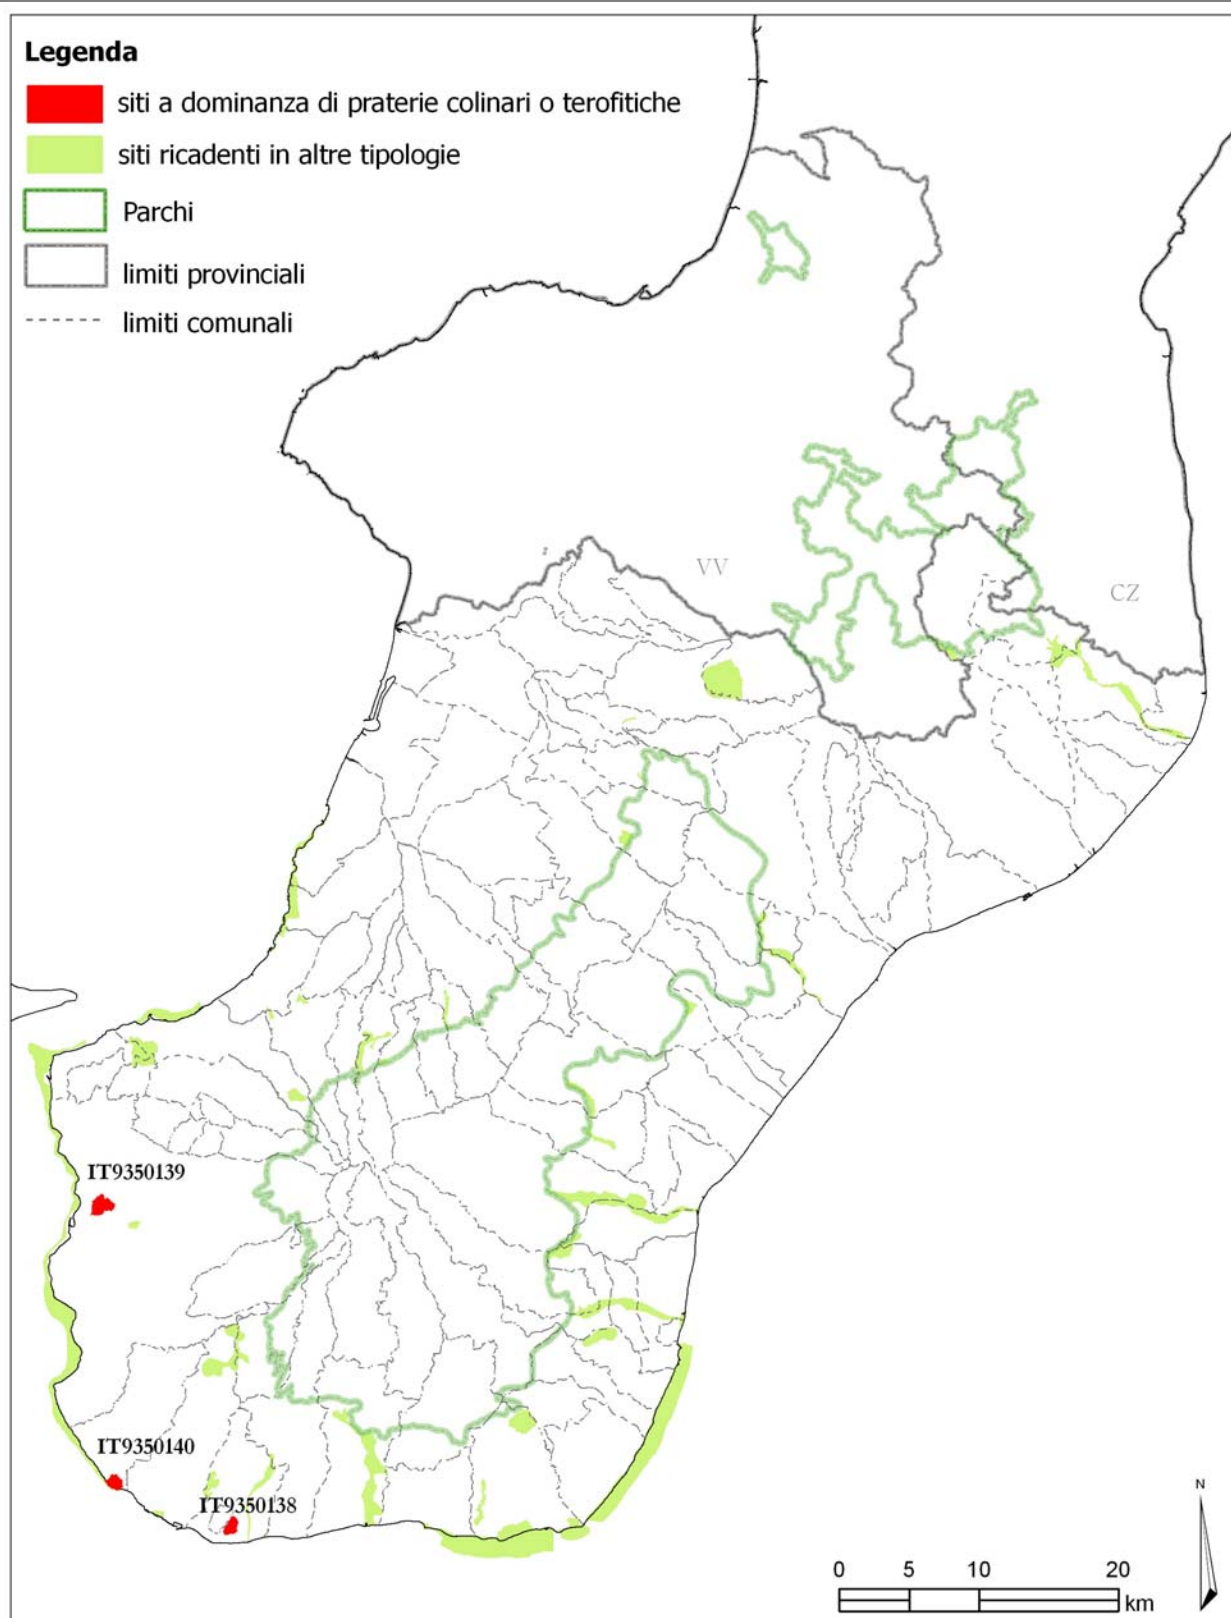 Legenda
siti a dominanza di praterie colinari o terofitiche
siti ricadenti in altre tipologie
Parchi
limiti provinciali
limiti comunali
VV
CZ
IT9350139
IT9350140
IT9350138
N
0 5 10 20
km